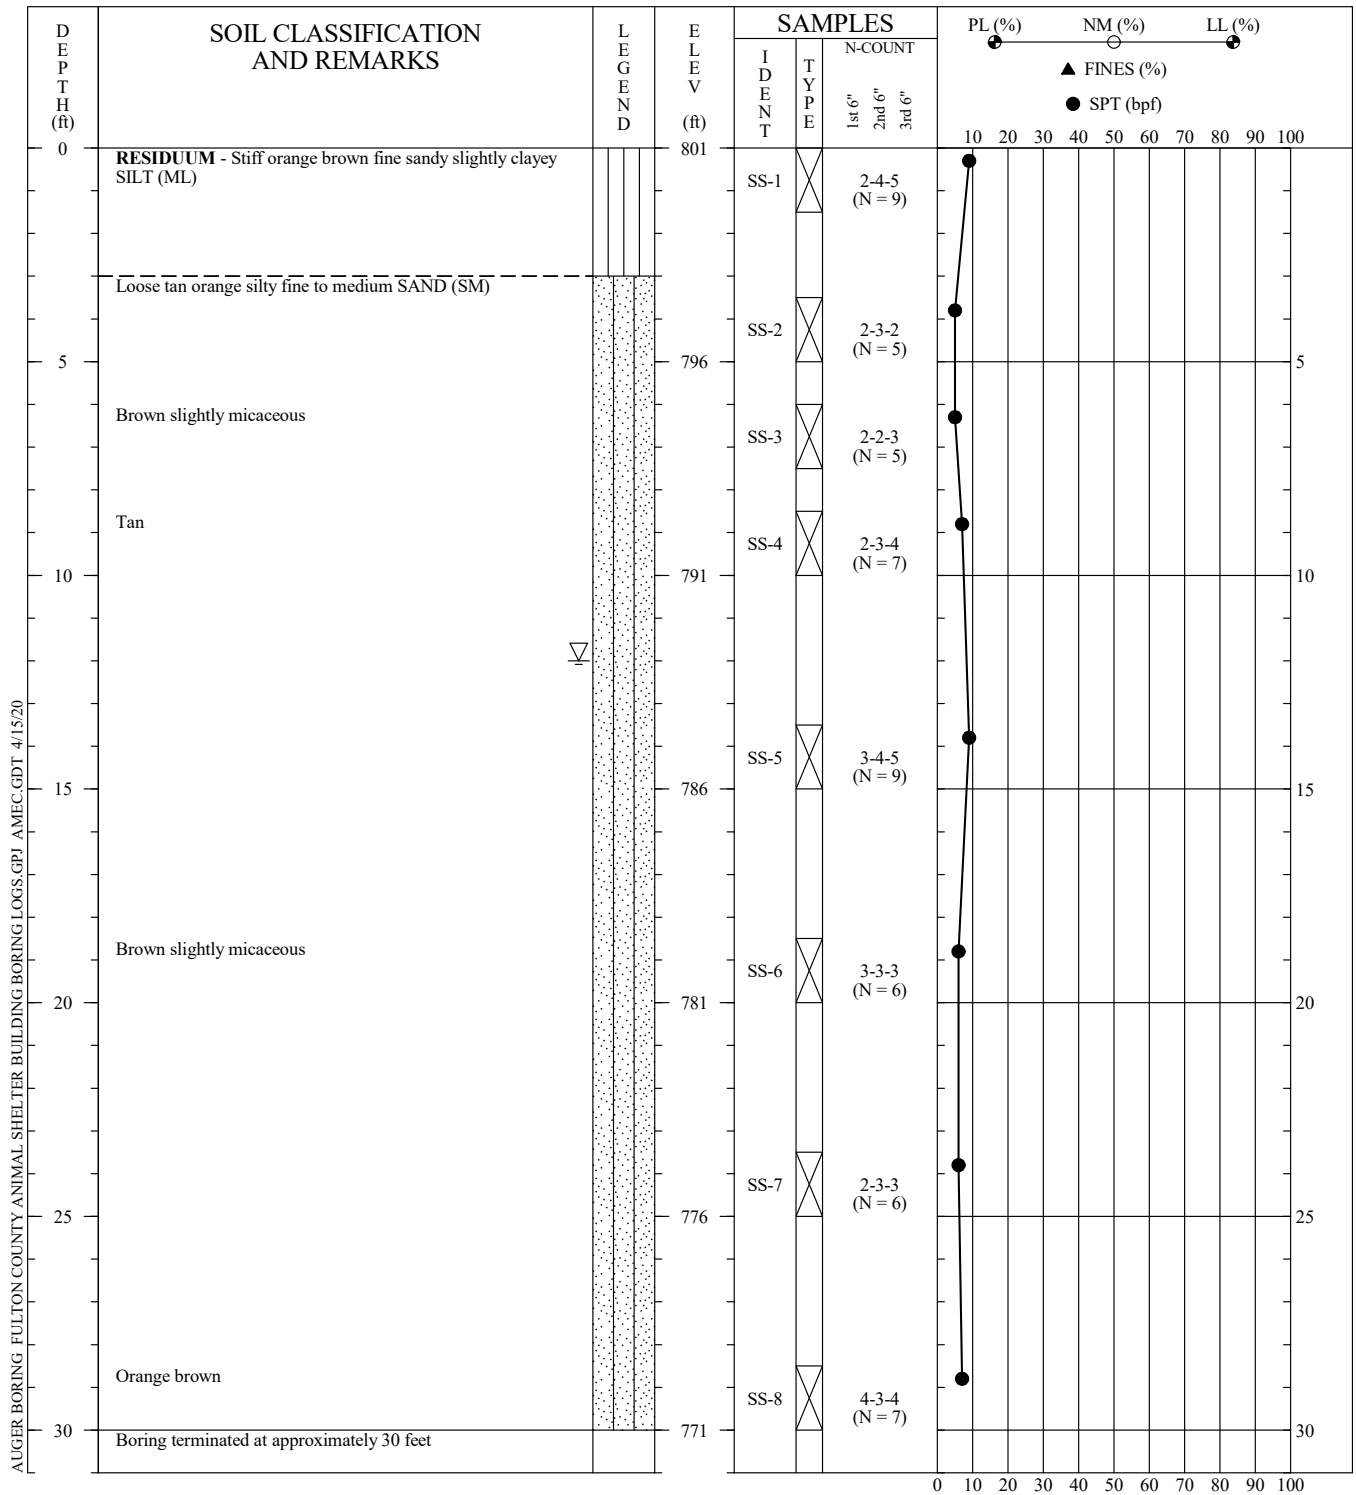 DEPTH
(ft)
SOIL CLASSIFICATION
AND REMARKS
LEGEND
ELEV
(ft)
SAMPLES
IDENT
TYPE
N-COUNT
1st 6"
2nd 6"
3rd 6"
PL (%) NM (%) LL (%)
FINES (%)
SPT (bpf)
10 20 30 40 50 60 70 80 90 100
0 801
RESIDUUM - Stiff orange brown fine sandy slightly clayey
SILT (ML)
SS-1 2-4-5
(N = 9)
Loose tan orange silty fine to medium SAND (SM)
SS-2 2-3-2
(N = 5)
5 796 5
Brown slightly micaceous
SS-3 2-2-3
(N = 5)
Tan
SS-4 2-3-4
(N = 7)
10 791 10
SS-5 3-4-5
(N = 9)
15 786 15
Brown slightly micaceous
SS-6 3-3-3
(N = 6)
20 781 20
SS-7 2-3-3
(N = 6)
25 776 25
Orange brown
SS-8 4-3-4
(N = 7)
30 771 30
Boring terminated at approximately 30 feet
0 10 20 30 40 50 60 70 80 90 100
AUGER BORING FULTON COUNTY ANIMAL SHELTER BUILDING BORING LOGS.GPJ AMEC.GDT 4/15/20